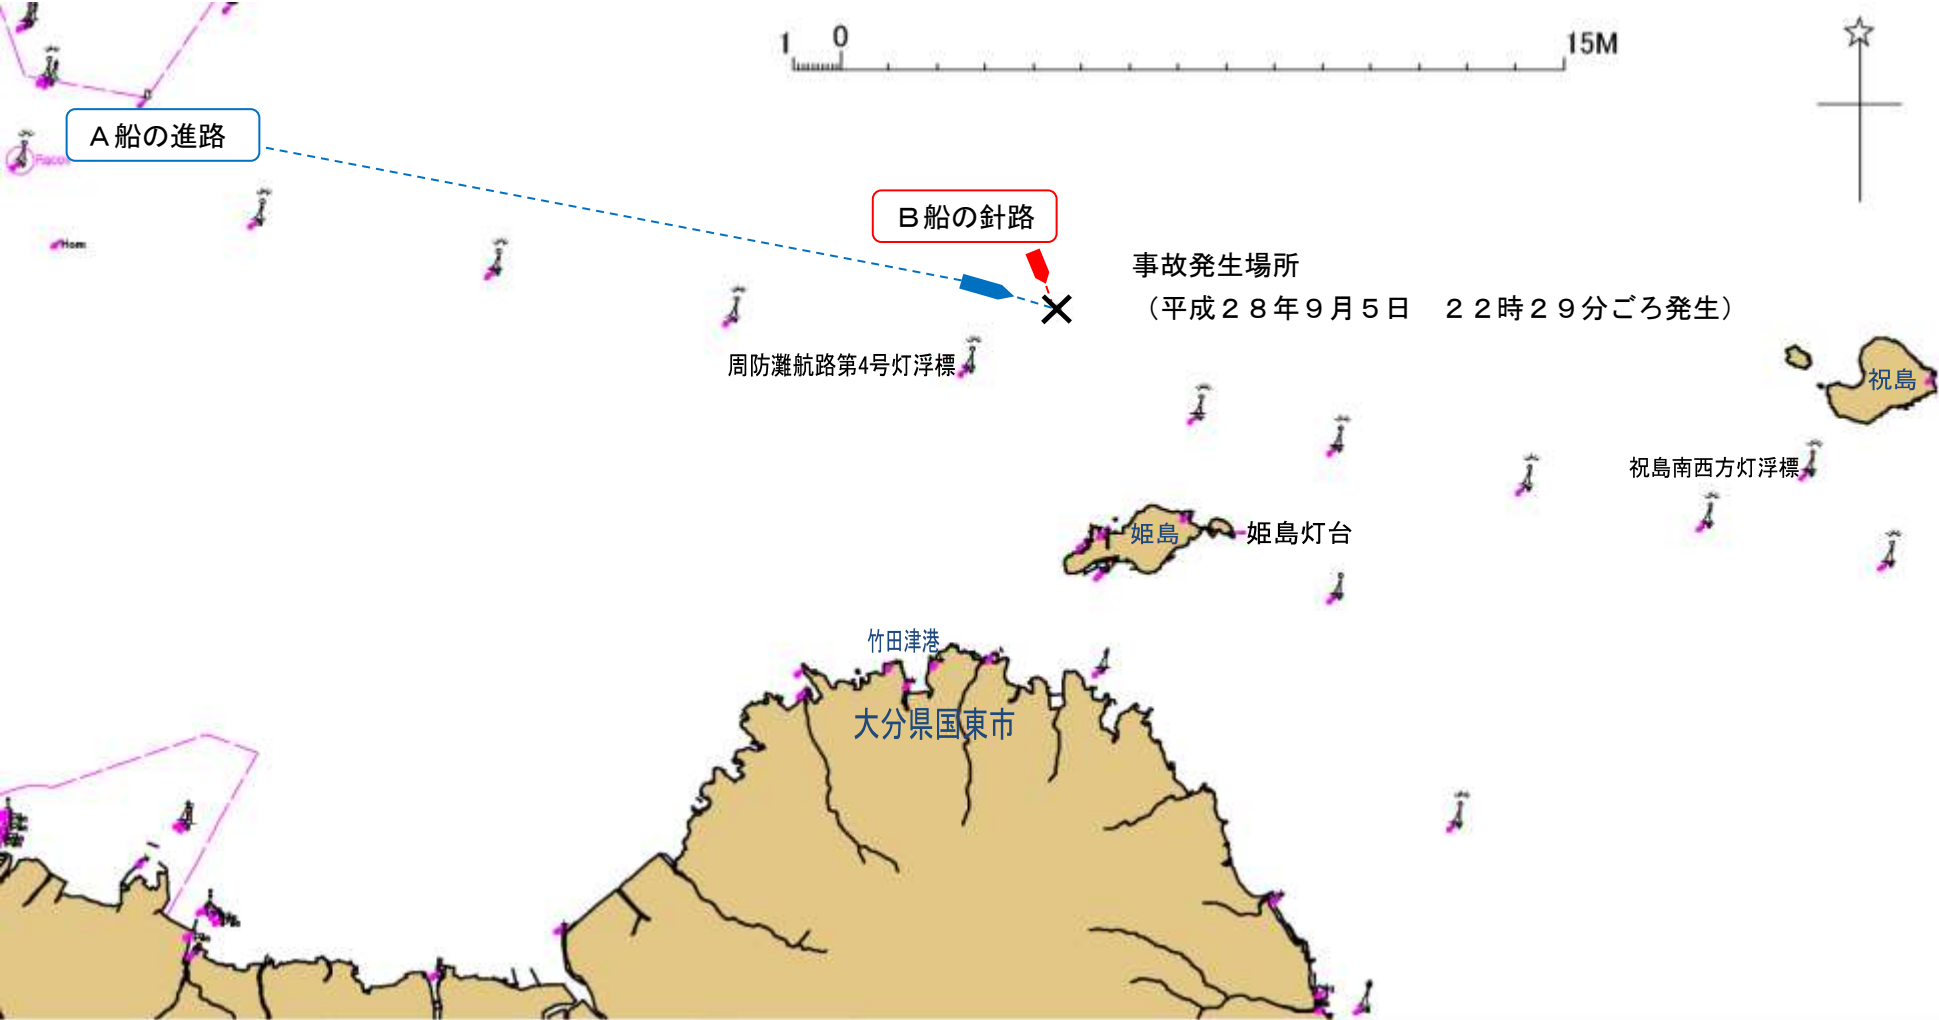 1 0 15M
A船の進路
Racon
Horn
B船の針路
事故発生場所
(平成28年9月5日 22時29分ごろ発生)
周防灘航路第4号灯浮標
祝島
祝島南西方灯浮標
姫島
姫島灯台
竹田津港
大分県国東市